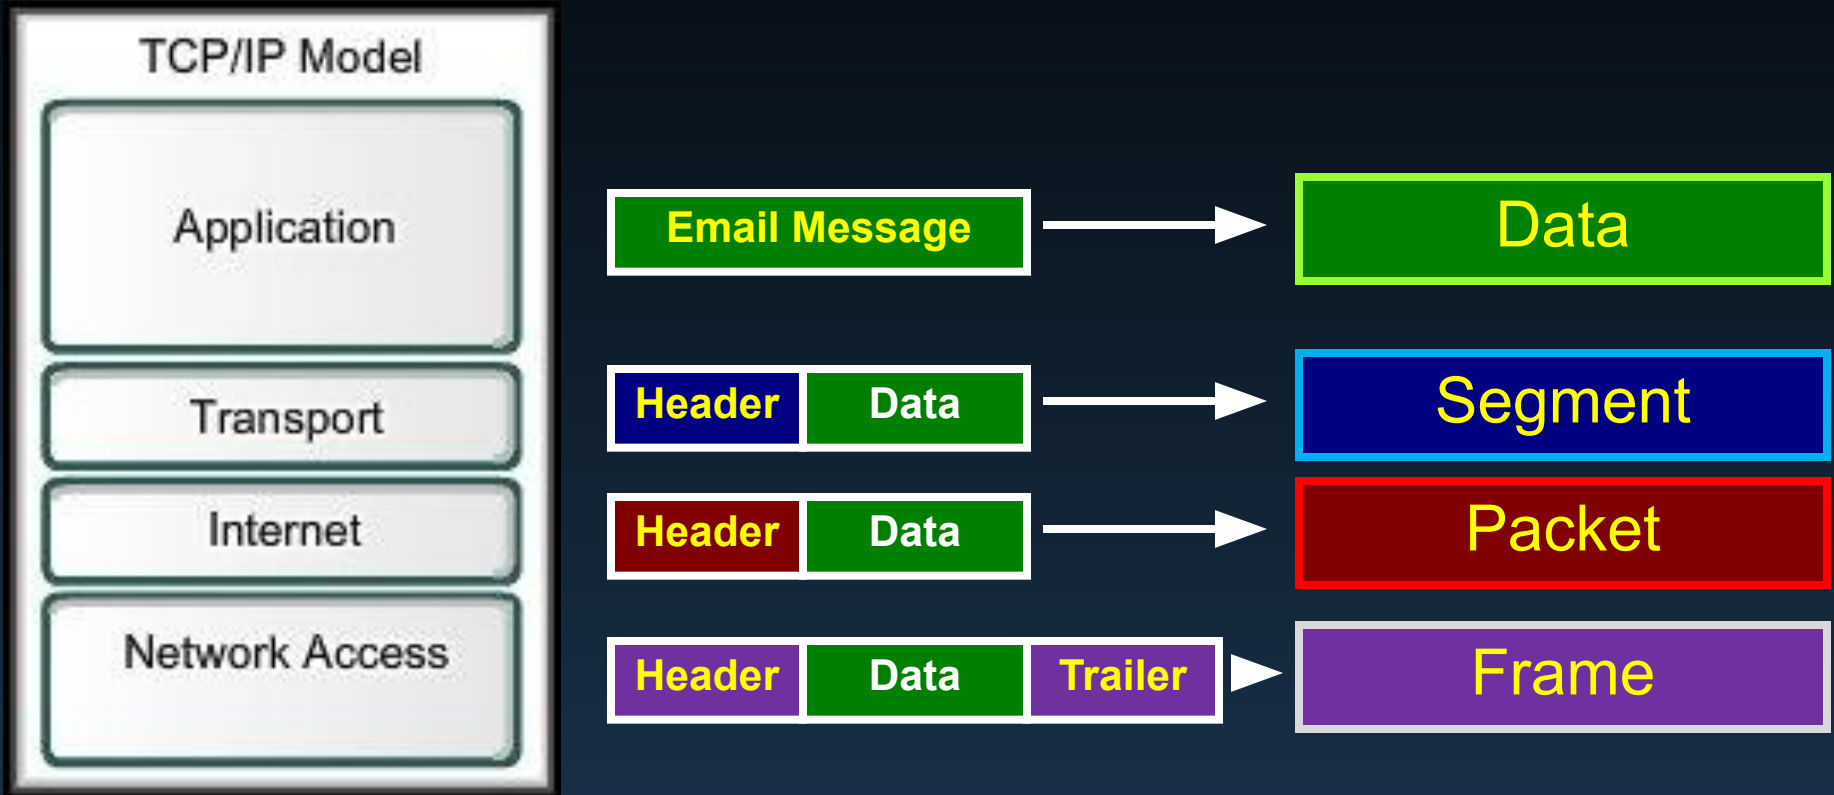 TCP/IP Model
Application
Email Message
Data
Transport
Header Data
Segment
Internet
Header Data
Packet
Network Access
Header Data Trailer
Frame